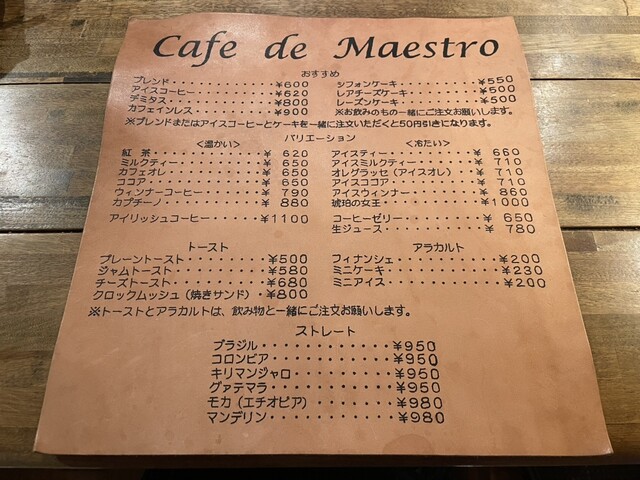 Cafe de Maestro
おすすめ
ブレンド・・・・・・・・・・・・¥600
アイスコーヒー・・・・・・・・・¥620
デミタス・・・・・・・・・・・・¥800
カフェインレス・・・・・・・・・¥900
シフォンケーキ・・・・・・・・¥550
レアチーズケーキ・・・・・・・¥500
レーズンケーキ・・・・・・・・¥500
※お飲みのもの一緒にご注文お願いします。
※ブレンドまたはアイスコーヒーとケーキを一緒に注文いただくと50円引きになります。
バリエーション
<温かい>
紅 茶・・・・・・・・・・¥ 620
ミルクティー・・・・・・・¥ 650
カフェオレ・・・・・・・・¥ 650
ココア・・・・・・・・・・¥ 650
ウィンナーコーヒー・・・・¥ 790
カプチーノ・・・・・・・・¥ 880
アイリッシュコーヒー・・・・¥1100
<冷たい>
アイスティー・・・・・・・・・¥ 660
アイスミルクティー・・・・・・¥ 710
オレグラッセ(アイスオレ)・・・¥ 710
アイスココア・・・・・・・・・¥ 710
アイスウィンナー・・・・・・・¥ 860
琥珀の女王・・・・・・・・・・¥1000
コーヒーゼリー・・・・・・・¥ 650
生ジュース・・・・・・・・・¥ 780
トースト
プレーントースト・・・・・・・¥500
ジャムトースト・・・・・・・・¥580
チーズトースト・・・・・・・・¥680
クロックムッシュ(焼きサンド)・¥800
アラカルト
フィナンシェ・・・・・・・・・¥200
ミニケーキ・・・・・・・・・・¥230
ミニアイス・・・・・・・・・・¥200
※トーストとアラカルトは、飲み物と一緒にご注文お願いします。
ストレート
ブラジル・・・・・・・・・・・¥950
コロンビア・・・・・・・・・・¥950
キリマンジャロ・・・・・・・・¥950
グァテマラ・・・・・・・・・・¥950
モカ(エチオピア)・・・・・・・¥980
マンデリン・・・・・・・・・・¥980